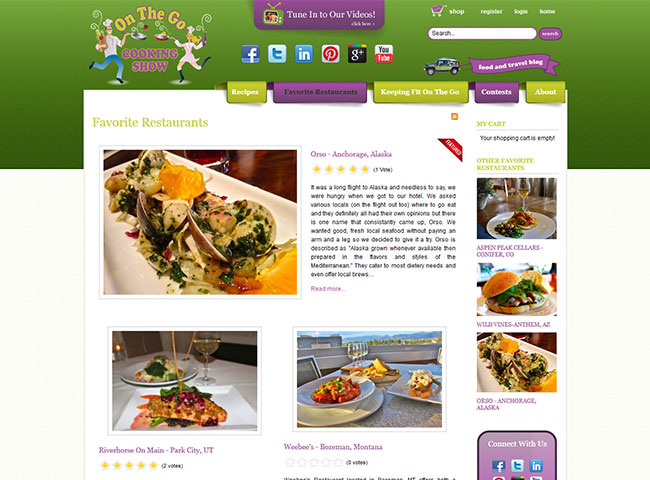 On The Go
COOKING
SHOW
Tune In to Our Videos!
click here >
shop register login home
Search...
search
food and travel blog
Recipes
Favorite Restaurants
Keeping Fit On The Go
Contests
About
Favorite Restaurants
FEATURED
Orso - Anchorage, Alaska
(1 Vote)
It was a long flight to Alaska and needless to say, we
were hungry when we got to our hotel. We asked
various locals (on the flight out too) where to go eat
and they definitely all had their own opinions but there
is one name that consistantly came up, Orso. We
wanted good, fresh local seafood without paying an
arm and a leg so we decided to give it a try. Orso is
described as "Alaska grown whenever available then
prepared in the flavors and styles of the
Mediterranean." They cater to most dietery needs and
even offer local brews...
Read more...
Riverhorse On Main - Park City, UT
(2 votes)
Weebee's - Bozeman, Montana
(0 votes)
Weebee's Restaurant located in Bozeman, MT offers both a
MY CART
Your shopping cart is empty!
OTHER FAVORITE
RESTAURANTS
ASPEN PEAK CELLARS -
CONIFER, CO
WILD VINES-ANTHEM, AZ
ORSO - ANCHORAGE,
ALASKA
Connect With Us